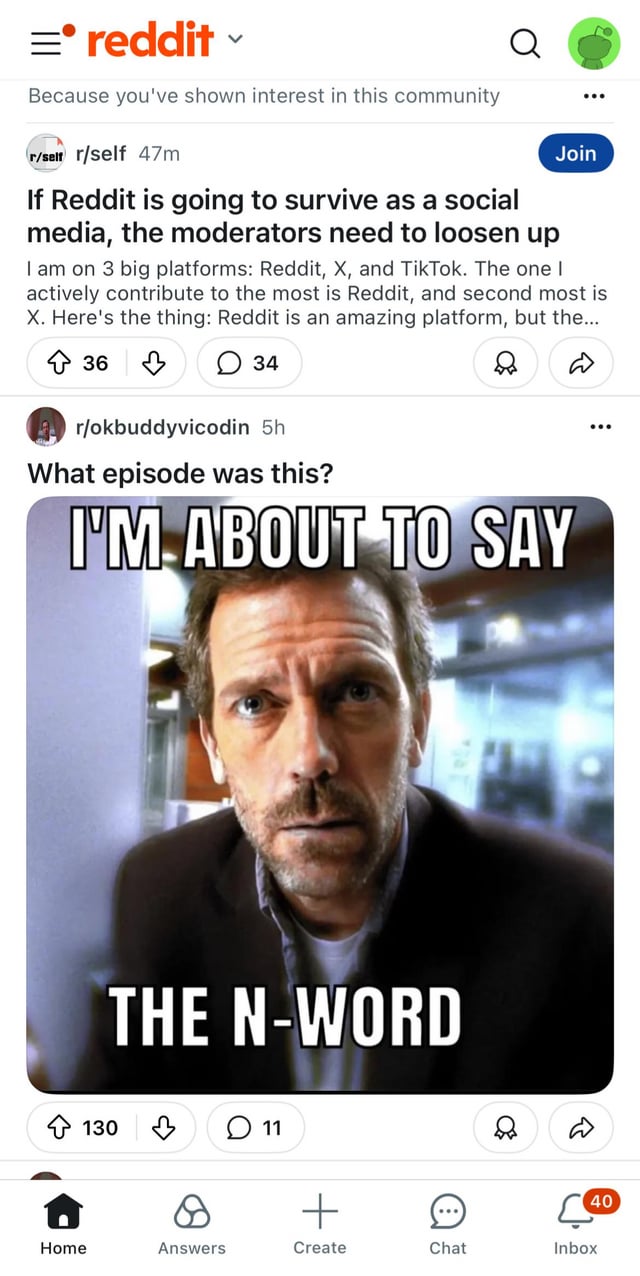 reddit
Because you've shown interest in this community
r/self
r/self 47m
Join
If Reddit is going to survive as a social
media, the moderators need to loosen up
I am on 3 big platforms: Reddit, X, and TikTok. The one I
actively contribute to the most is Reddit, and second most is
X. Here's the thing: Reddit is an amazing platform, but the...
36
34
r/okbuddyvicodin 5h
What episode was this?
I'M ABOUT TO SAY
THE N-WORD
130
11
40
Home
Answers
Create
Chat
Inbox